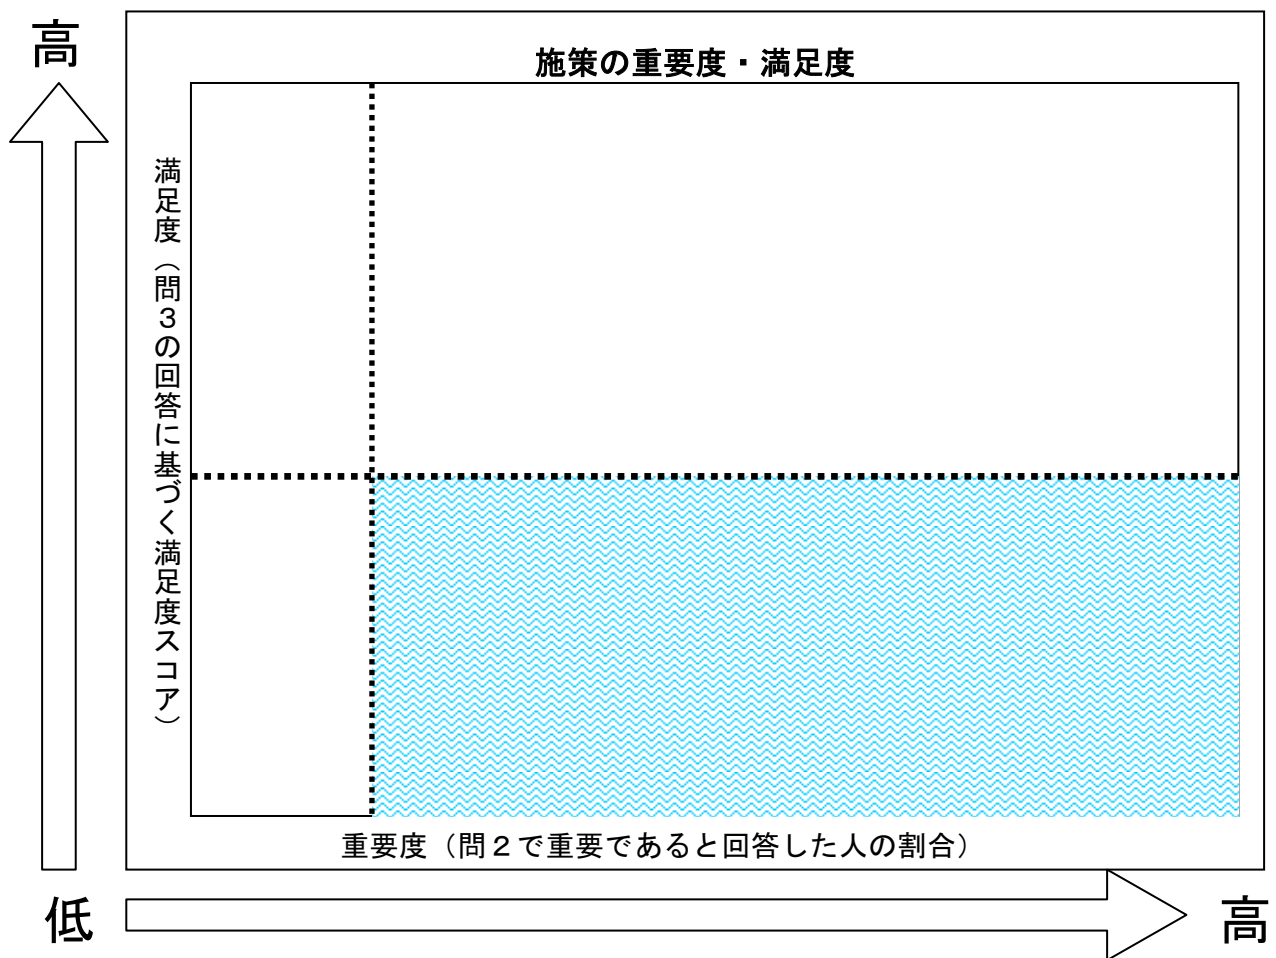 高
施策の重要度・満足度
満足度（問３の回答に基づく満足度スコア）
重要度（問２で重要であると回答した人の割合）
低
高